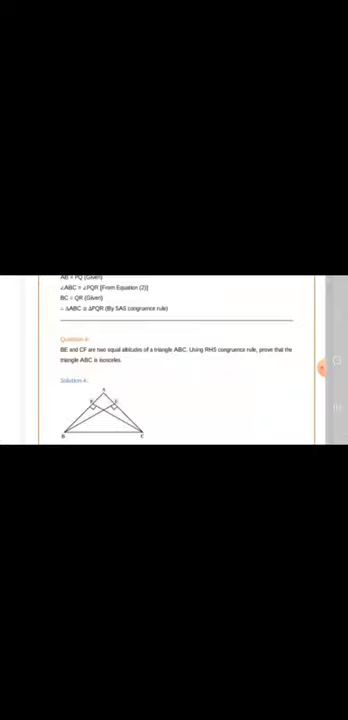 AB = PQ (Given)
∠ABC = ∠PQR [From Equation (2)]
BC = QR (Given)
∴ ΔABC ≅ ΔPQR (By SAS congruence rule)
Question 4:
BE and CF are two equal altitudes of a triangle ABC. Using RHS congruence rule, prove that the
triangle ABC is isosceles.
Solution 4:
A
F E
B C
G